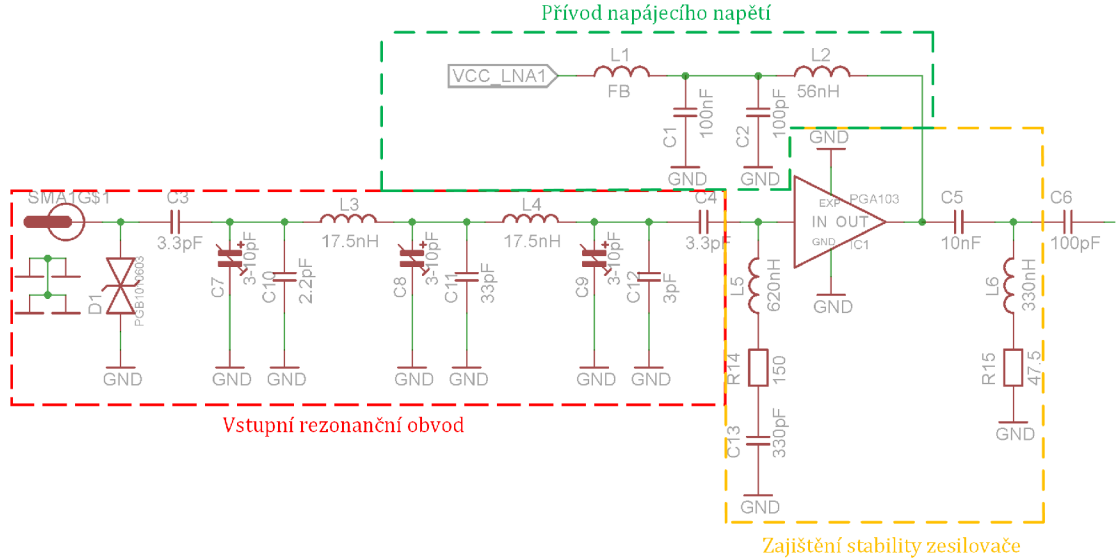 Přívod napájecího napětí
L1
L2
VCC_LNA1
FB
56nH
C1
100nF
C2
100pF
GND
GND
GND
SMA1G$1
C3
L3
L4
C4
PGA103
C5
C6
EXP
IN OUT
GND
IC1
3.3pF
17.5nH
17.5nH
3.3pF
10nF
100pF
D1
PGB1010603
C7
3-10pF
C10
2.2pF
C8
3-10pF
C11
33pF
C9
3-10pF
C12
3pF
L5
620nH
L6
330nH
GND
R14
150
R15
47.5
GND
GND
GND
GND
GND
GND
GND
Vstupní rezonanční obvod
C13
330pF
GND
GND
Zajištění stability zesilovače